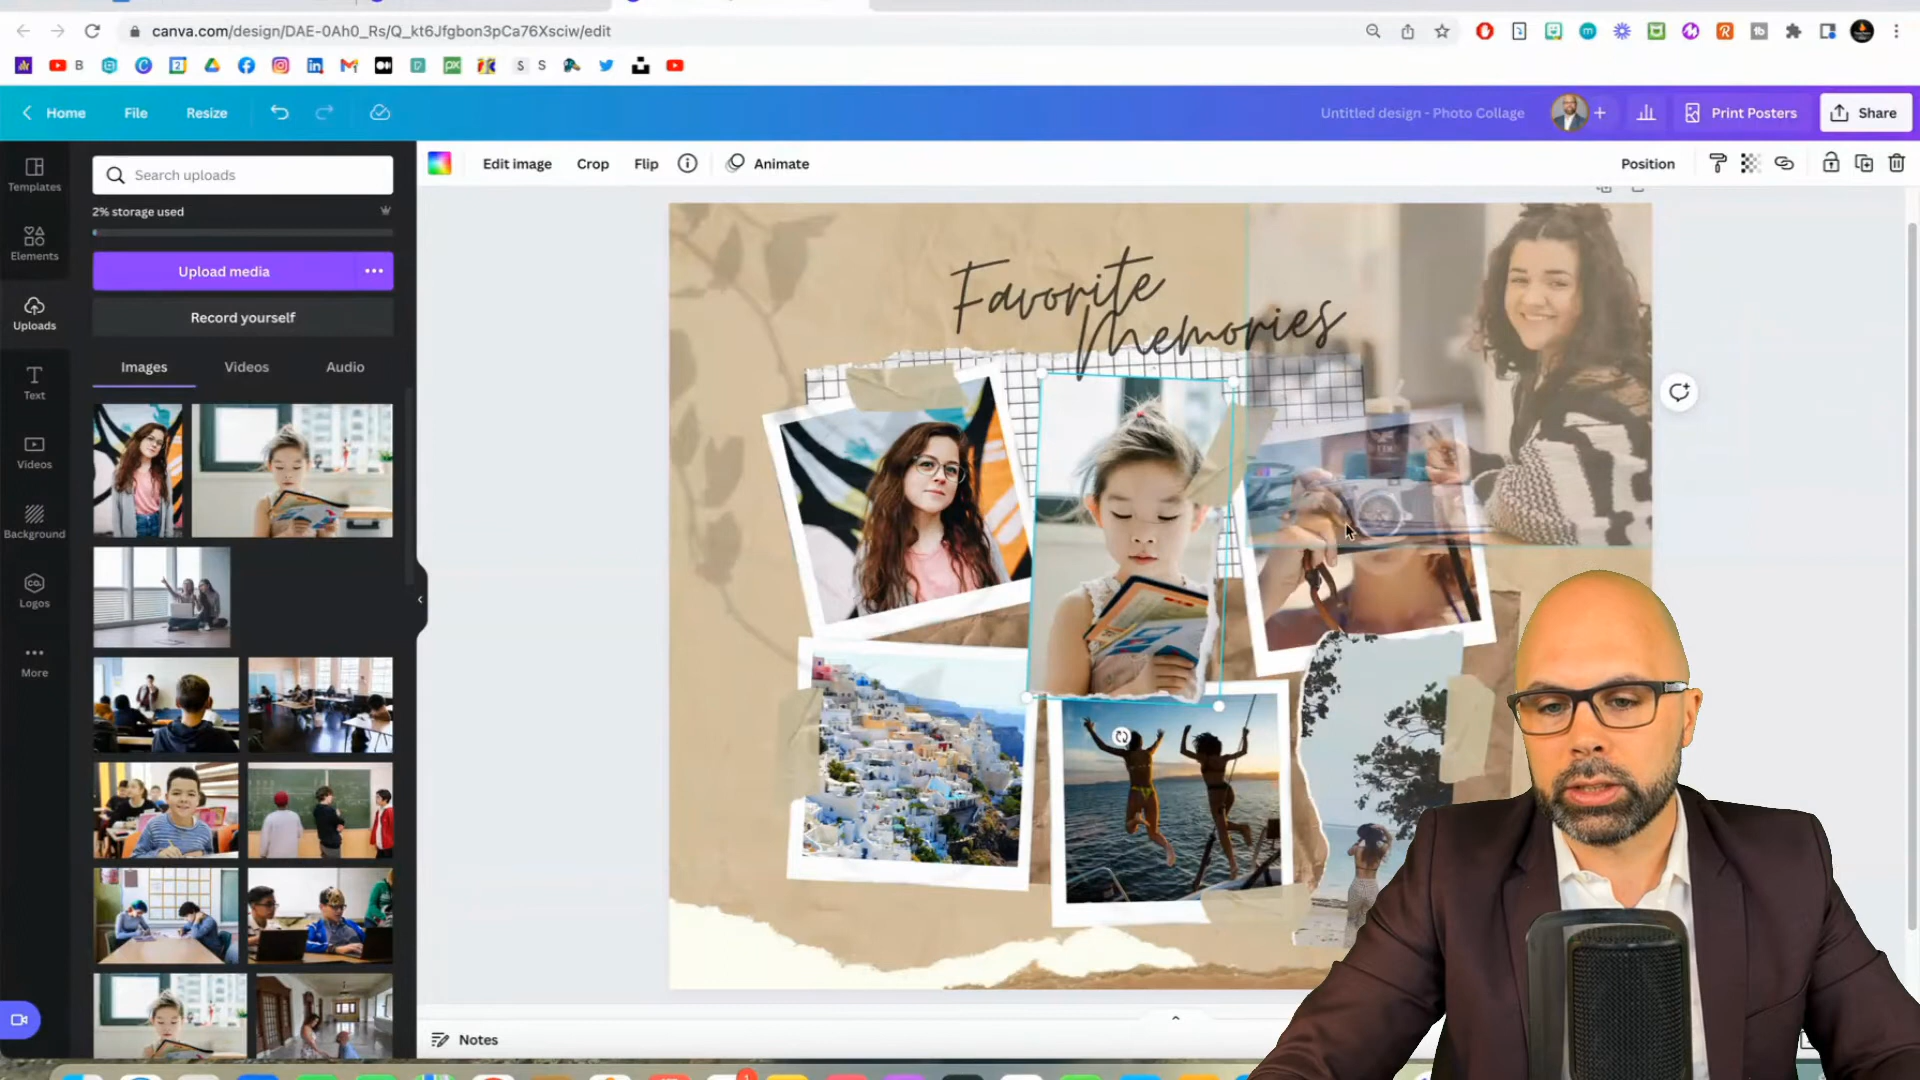 canva.com/design/DAE-0Ah0_Rs/Q_kt6Jfgbon3pCa76Xsciw/edit
B
S
S
Home
File
Resize
Untitled design - Photo Collage
Print Posters
Share
Templates
Elements
Uploads
Text
Videos
Background
Logos
More
Search uploads
2% storage used
Upload media
Record yourself
Images
Videos
Audio
Edit image
Crop
Flip
Animate
Position
Favorite
Memories
Notes